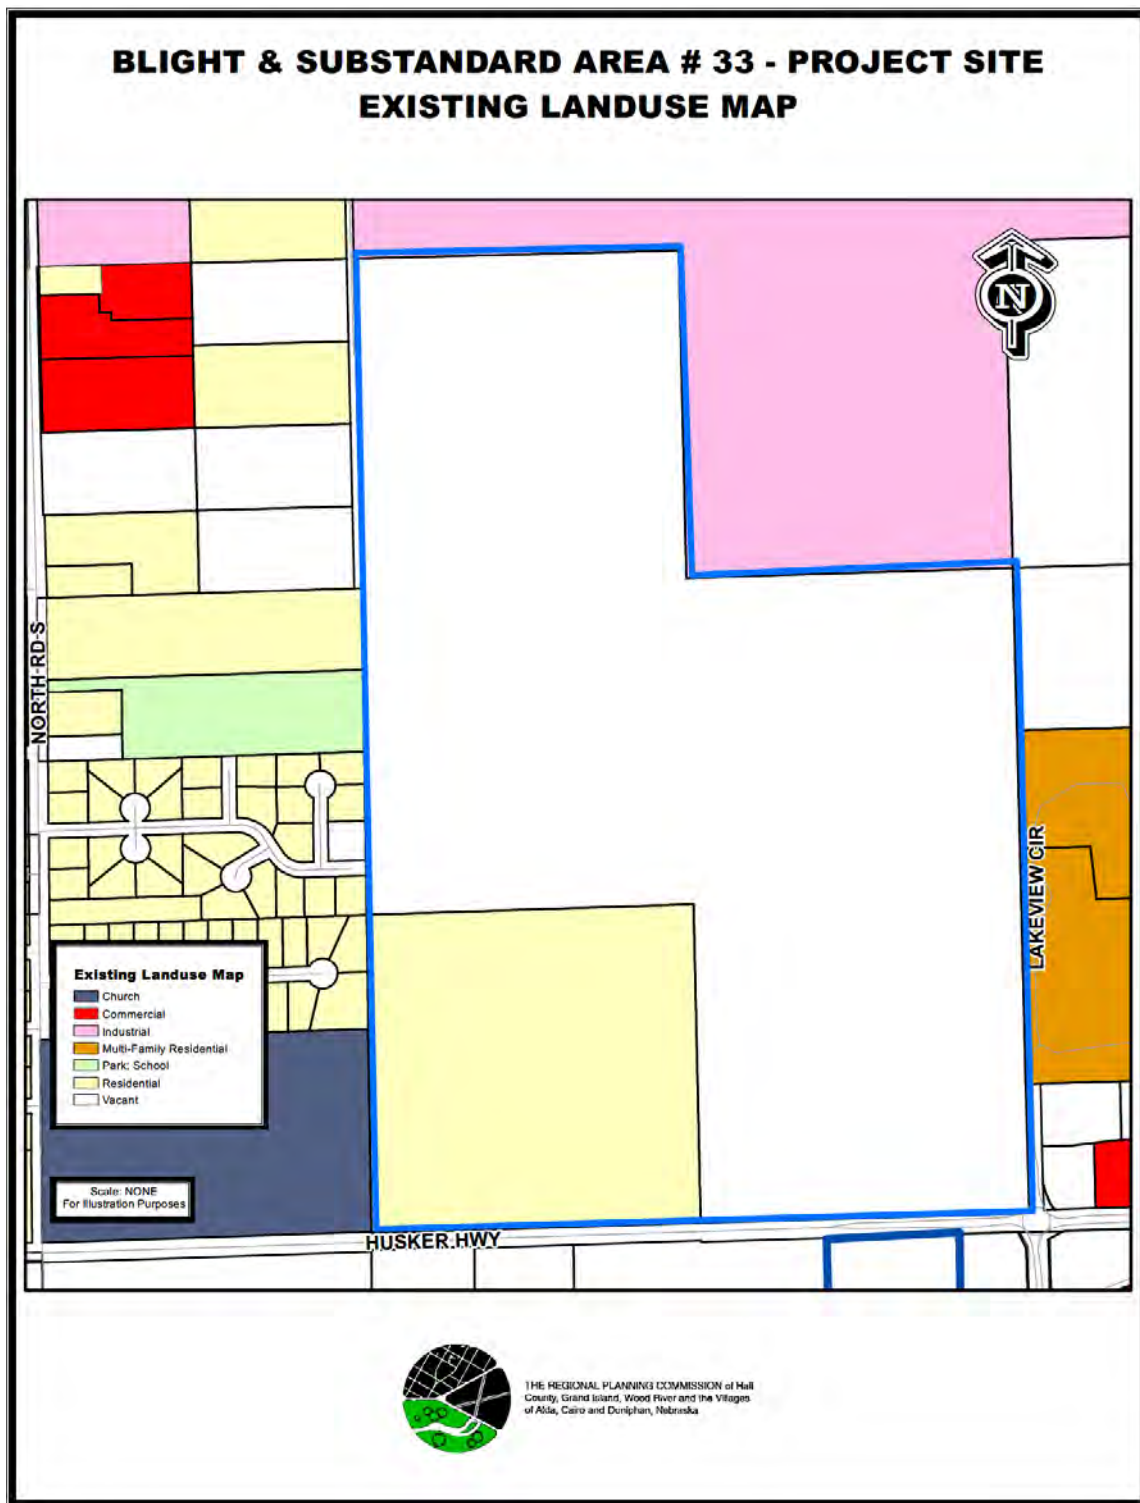 BLIGHT & SUBSTANDARD AREA # 33 - PROJECT SITE
EXISTING LANDUSE MAP
N
NORTH RD S
LAKEVIEW CIR
Existing Landuse Map
Church
Commercial
Industrial
Multi-Family Residential
Park; School
Residential
Vacant
Scale: NONE
For Illustration Purposes
HUSKER HWY
THE REGIONAL PLANNING COMMISSION of Hall
County, Grand Island, Wood River and the Villages
of Alda, Cairo and Doniphan, Nebraska